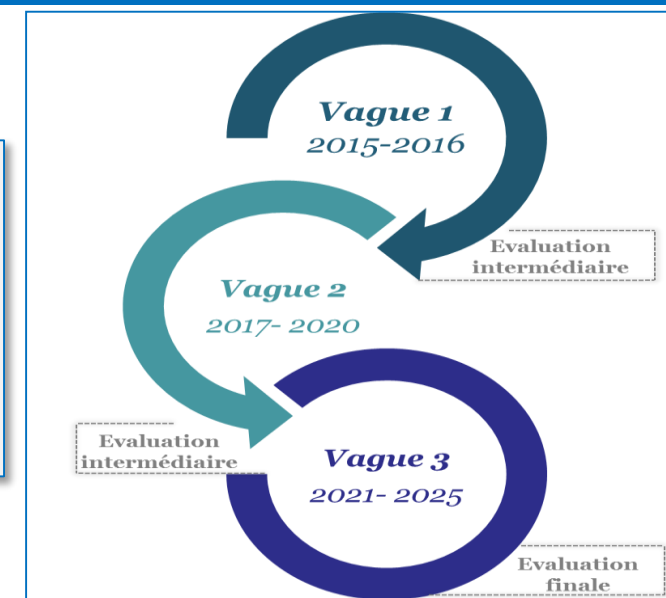 Vague 1
2015-2016
Evaluation
intermédiaire
Vague 2
2017- 2020
Evaluation
intermédiaire
Vague 3
2021- 2025
Evaluation
finale